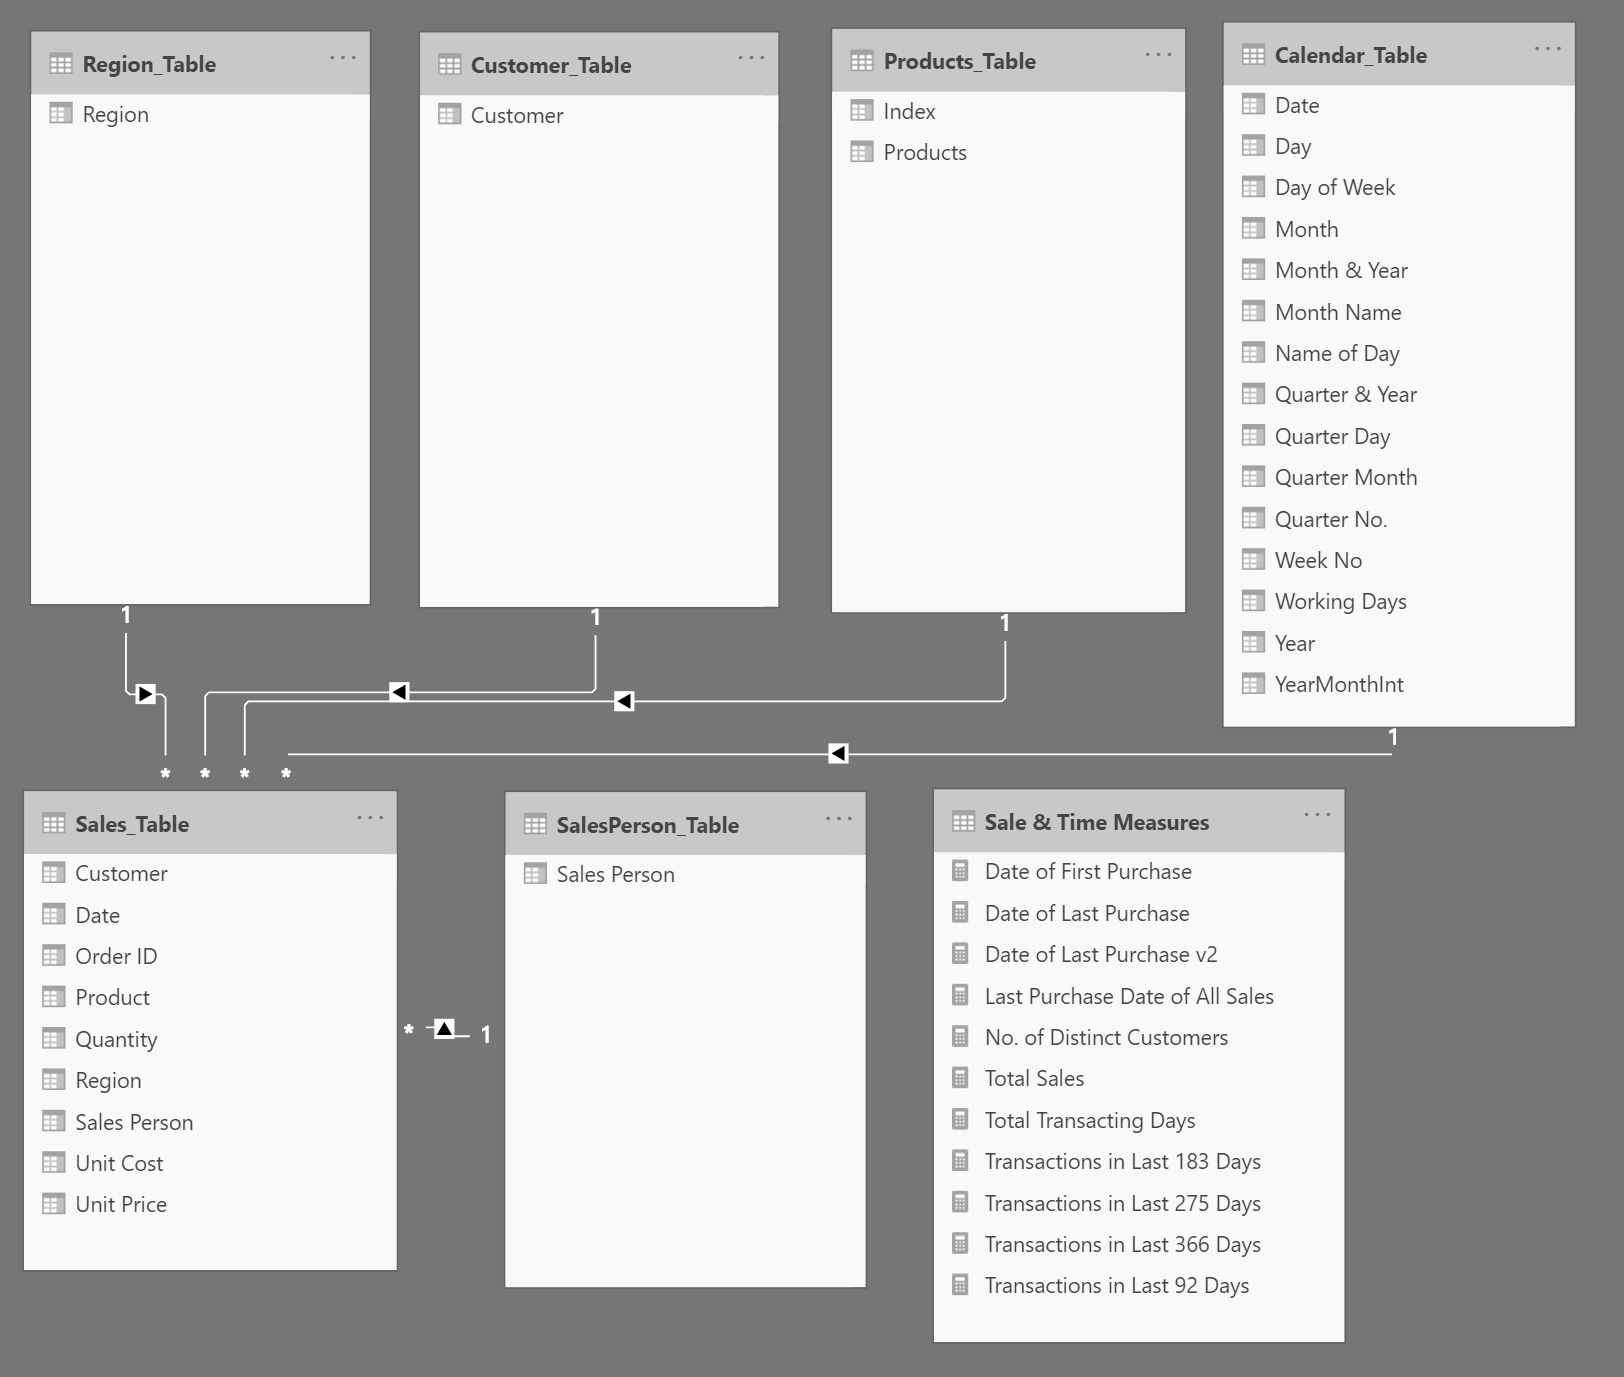 Region_Table
Region
Customer_Table
Customer
Products_Table
Index
Products
Calendar_Table
Date
Day
Day of Week
Month
Month & Year
Month Name
Name of Day
Quarter & Year
Quarter Day
Quarter Month
Quarter No.
Week No
Working Days
Year
YearMonthInt
1
1
1
1
* * * *
Sales_Table
Customer
Date
Order ID
Product
Quantity
Region
Sales Person
Unit Cost
Unit Price
* 1
SalesPerson_Table
Sales Person
Sale & Time Measures
Date of First Purchase
Date of Last Purchase
Date of Last Purchase v2
Last Purchase Date of All Sales
No. of Distinct Customers
Total Sales
Total Transacting Days
Transactions in Last 183 Days
Transactions in Last 275 Days
Transactions in Last 366 Days
Transactions in Last 92 Days